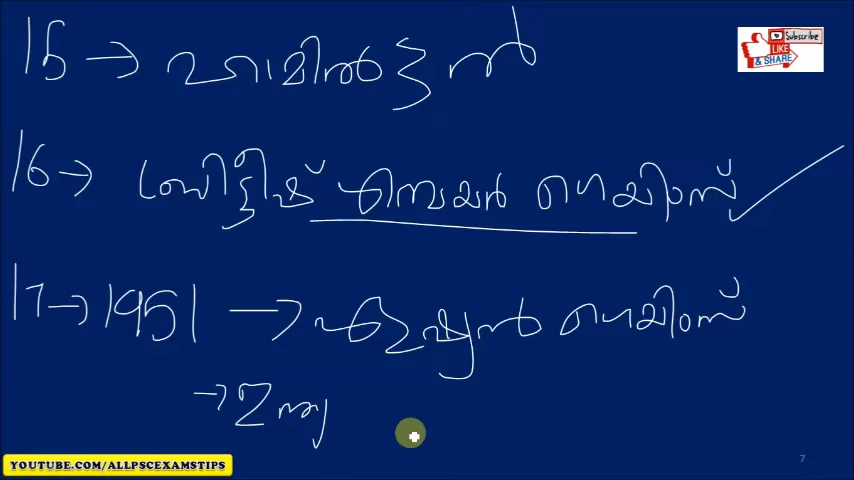 15 → ഹാമിൽട്ടൻ
Subscribe
LIKE
& SHARE
16 → ബ്രിട്ടീഷ് എമ്പയർ ഗെയിംസ്
17 → 1951 → ഏഷ്യൻ ഗെയിംസ്
→
YOUTUBE.COM/ALLPSCEXAMSTIPS
7